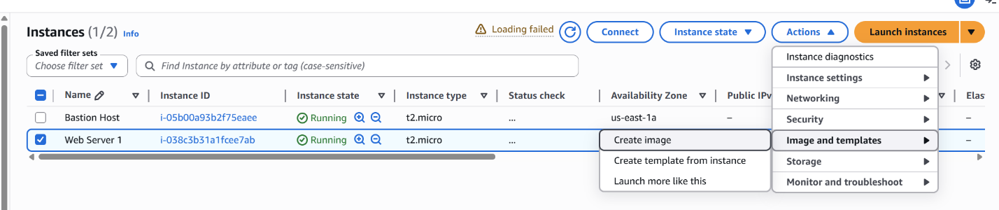 Instances (1/2) Info
Loading failed
Connect
Instance state
Actions
Launch instances
Saved filter sets
Choose filter set
Find Instance by attribute or tag (case-sensitive)
Instance diagnostics
Instance settings
Networking
Security
Image and templates
Storage
Monitor and troubleshoot
Name Instance ID Instance state Instance type Status check Availability Zone Public IPv Elas
Bastion Host i-05b00a93b2f75eaee Running t2.micro ... us-east-1a – –
Web Server 1 i-038c3b31a1fcee7ab Running t2.micro ... –
Create image
Create template from instance
Launch more like this